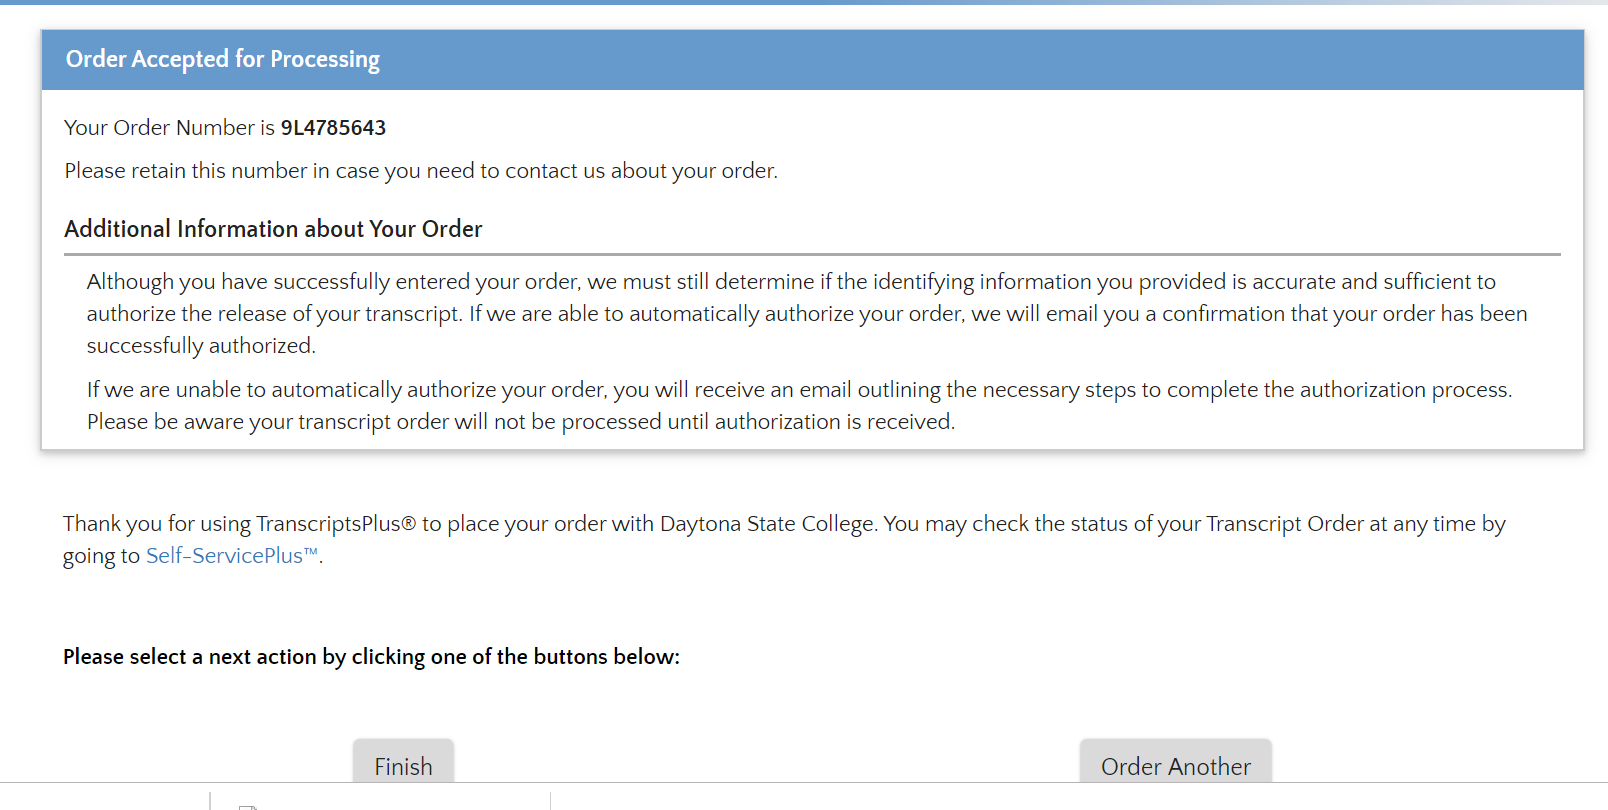 Order Accepted for Processing
Your Order Number is 9L4785643
Please retain this number in case you need to contact us about your order.
Additional Information about Your Order
Although you have successfully entered your order, we must still determine if the identifying information you provided is accurate and sufficient to
authorize the release of your transcript. If we are able to automatically authorize your order, we will email you a confirmation that your order has been
successfully authorized.
If we are unable to automatically authorize your order, you will receive an email outlining the necessary steps to complete the authorization process.
Please be aware your transcript order will not be processed until authorization is received.
Thank you for using TranscriptsPlus® to place your order with Daytona State College. You may check the status of your Transcript Order at any time by
going to Self-ServicePlus™.
Please select a next action by clicking one of the buttons below:
Finish
Order Another